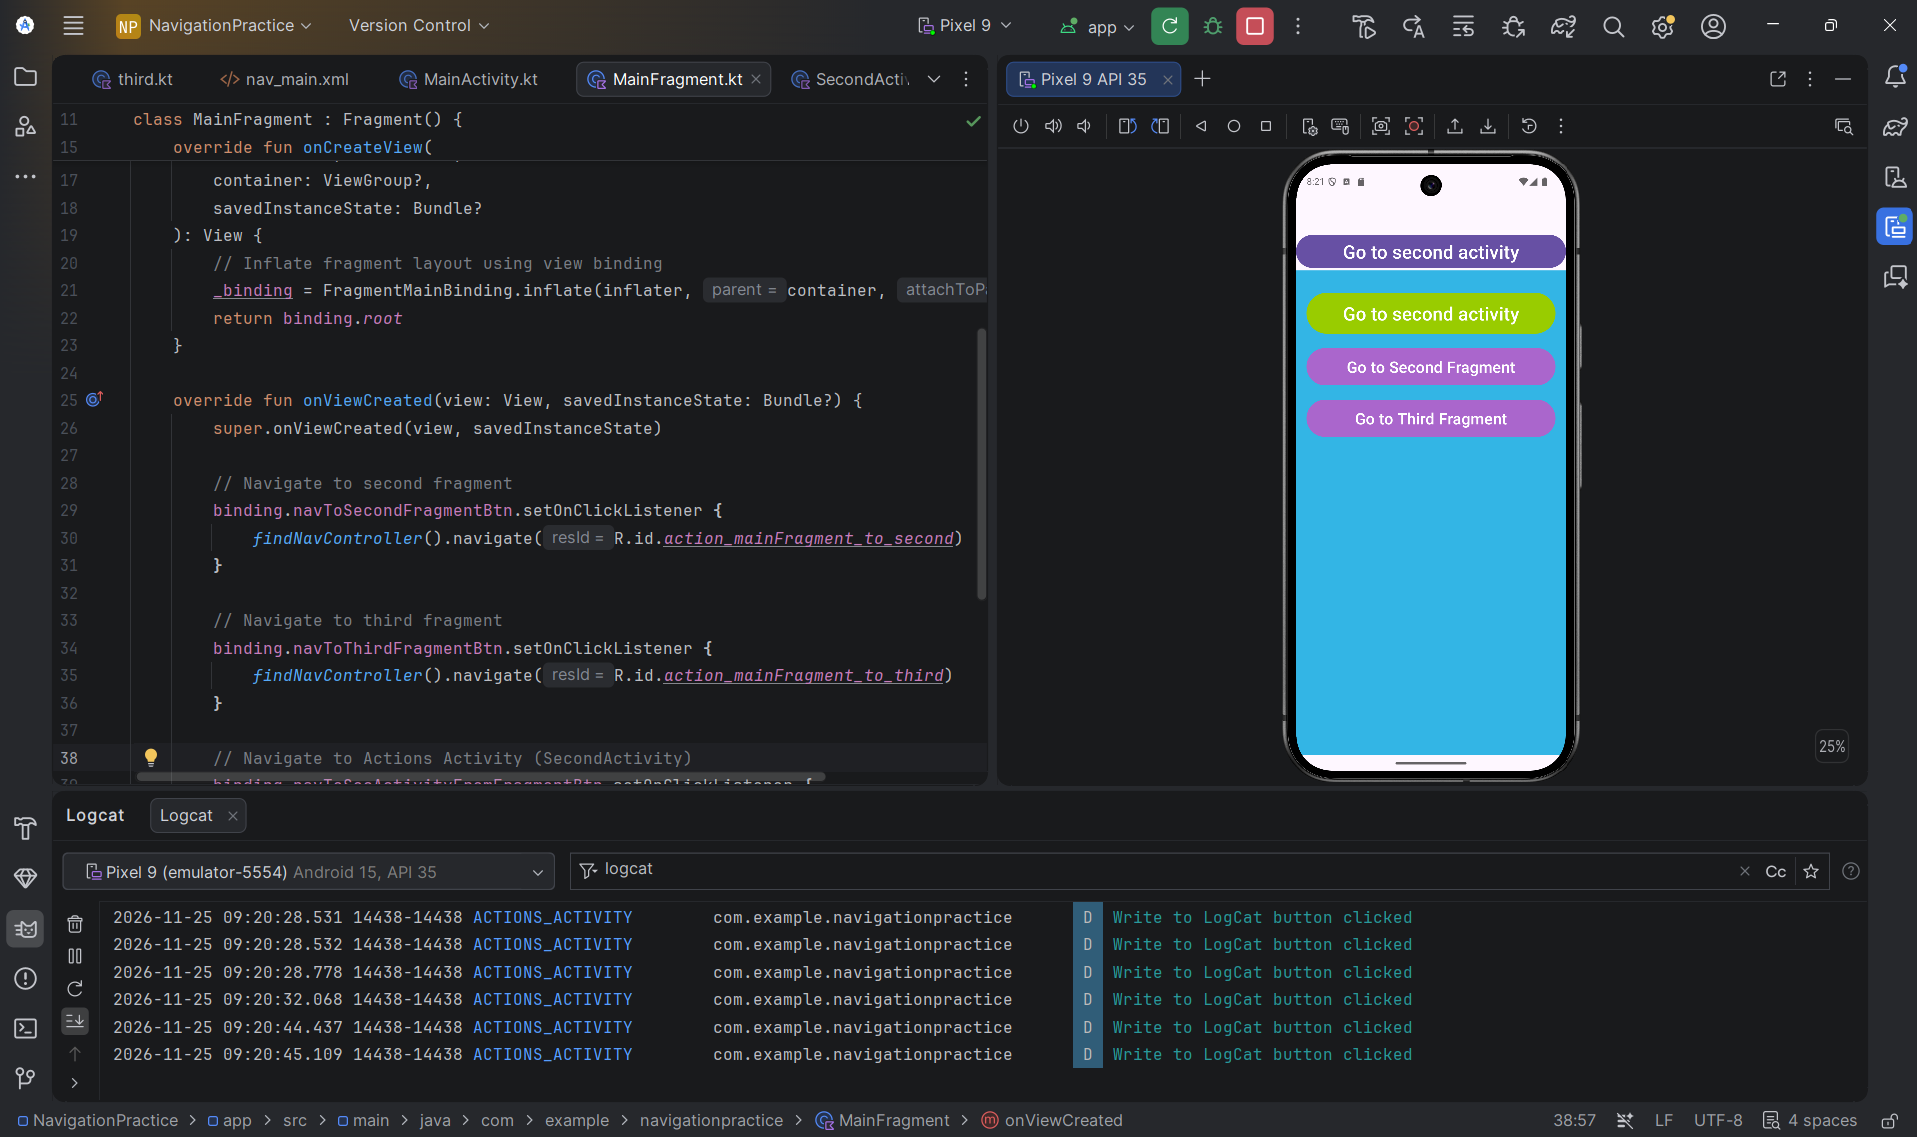 NP NavigationPractice Version Control Pixel 9 app
third.kt nav_main.xml MainActivity.kt MainFragment.kt SecondActiv
11 class MainFragment : Fragment() {
15 override fun onCreateView(
17 container: ViewGroup?,
18 savedInstanceState: Bundle?
19 ): View {
20 // Inflate fragment layout using view binding
21 _binding = FragmentMainBinding.inflate(inflater, parent = container, attachToPa
22 return binding.root
23 }
24
25 override fun onViewCreated(view: View, savedInstanceState: Bundle?) {
26 super.onViewCreated(view, savedInstanceState)
27
28 // Navigate to second fragment
29 binding.navToSecondFragmentBtn.setOnClickListener {
30 findNavController().navigate( resId = R.id.action_mainFragment_to_second)
31 }
32
33 // Navigate to third fragment
34 binding.navToThirdFragmentBtn.setOnClickListener {
35 findNavController().navigate( resId = R.id.action_mainFragment_to_third)
36 }
37
38 // Navigate to Actions Activity (SecondActivity)
39 binding.navToSecActivityFromFragmentBtn.setOnClickListener {
Pixel 9 API 35
8:21
Go to second activity
Go to second activity
Go to Second Fragment
Go to Third Fragment
25%
Logcat Logcat
Pixel 9 (emulator-5554) Android 15, API 35 logcat Cc
2026-11-25 09:20:28.531 14438-14438 ACTIONS_ACTIVITY com.example.navigationpractice D Write to LogCat button clicked
2026-11-25 09:20:28.532 14438-14438 ACTIONS_ACTIVITY com.example.navigationpractice D Write to LogCat button clicked
2026-11-25 09:20:28.778 14438-14438 ACTIONS_ACTIVITY com.example.navigationpractice D Write to LogCat button clicked
2026-11-25 09:20:32.068 14438-14438 ACTIONS_ACTIVITY com.example.navigationpractice D Write to LogCat button clicked
2026-11-25 09:20:44.437 14438-14438 ACTIONS_ACTIVITY com.example.navigationpractice D Write to LogCat button clicked
2026-11-25 09:20:45.109 14438-14438 ACTIONS_ACTIVITY com.example.navigationpractice D Write to LogCat button clicked
NavigationPractice > app > src > main > java > com > example > navigationpractice > MainFragment > onViewCreated 38:57 LF UTF-8 4 spaces